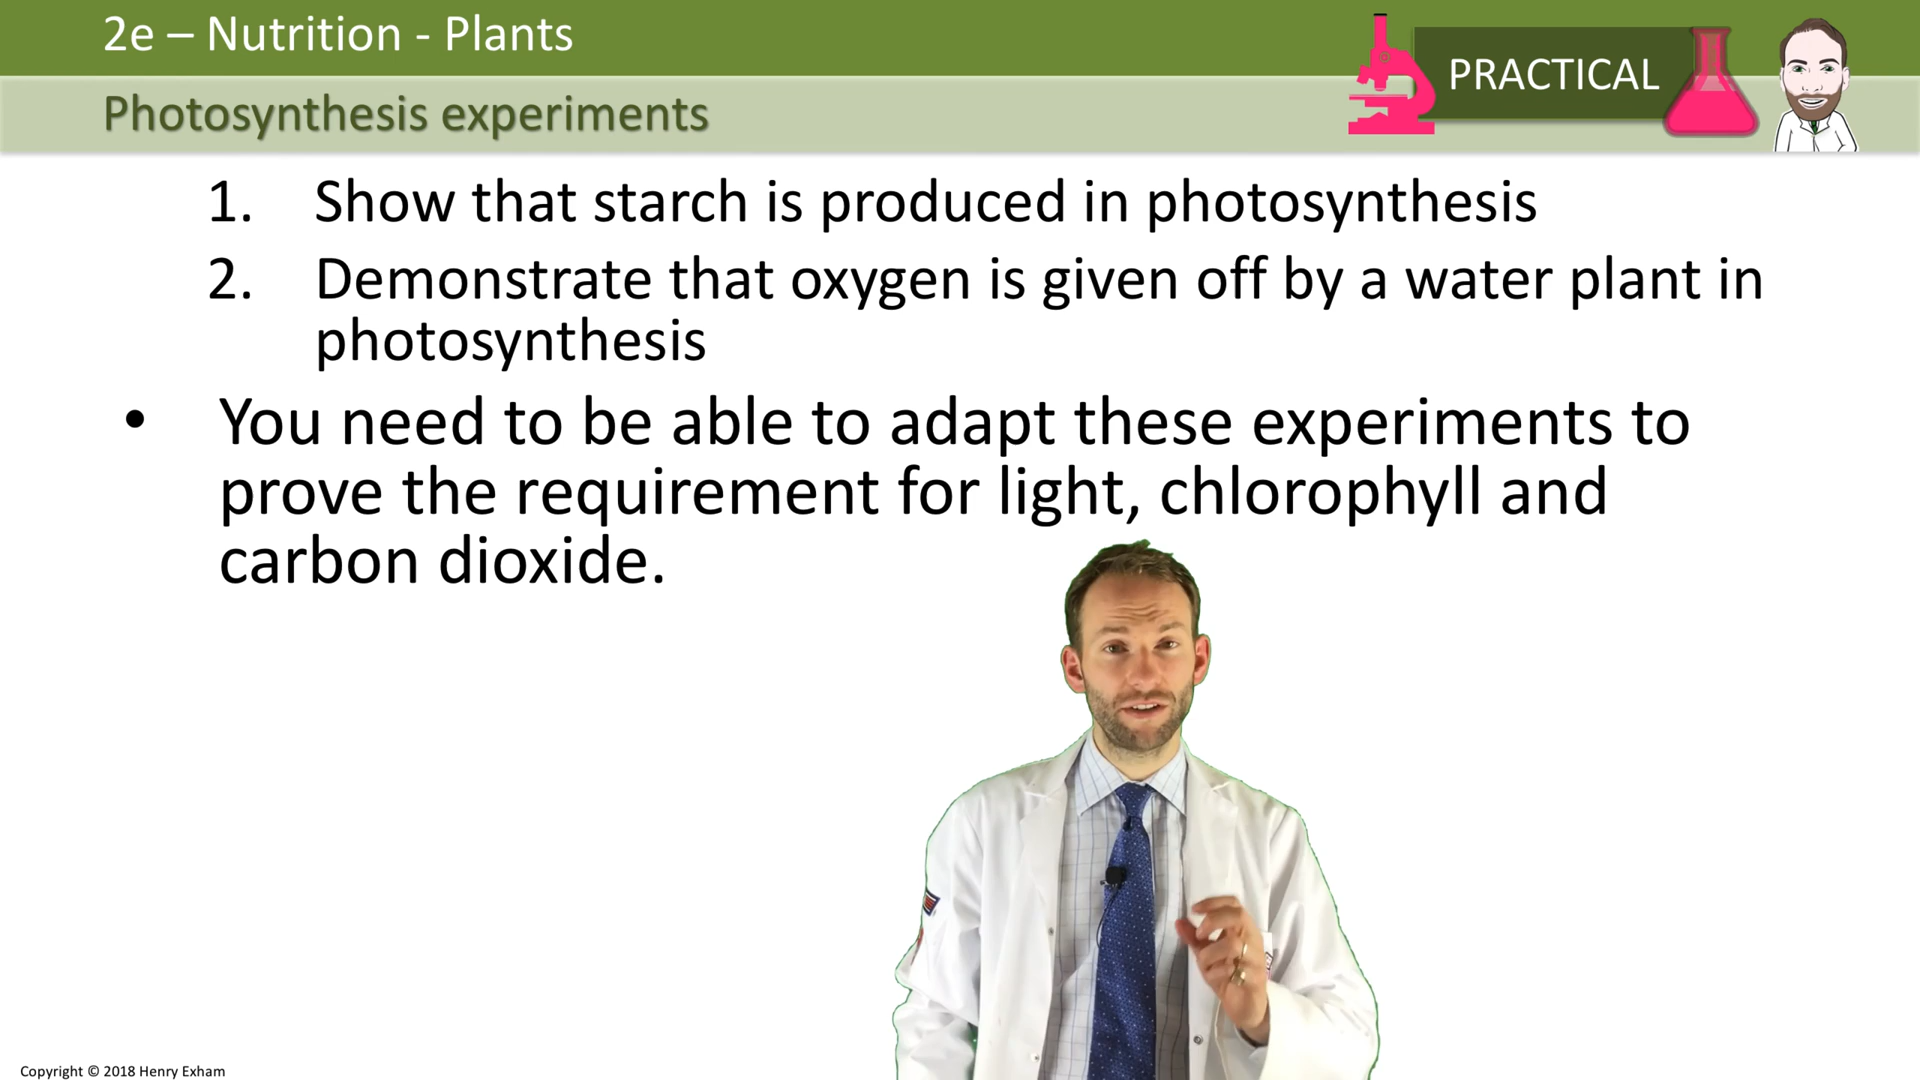 2e – Nutrition - Plants
PRACTICAL
Photosynthesis experiments
1. Show that starch is produced in photosynthesis
2. Demonstrate that oxygen is given off by a water plant in
photosynthesis
• You need to be able to adapt these experiments to
prove the requirement for light, chlorophyll and
carbon dioxide.
Copyright © 2018 Henry Exham